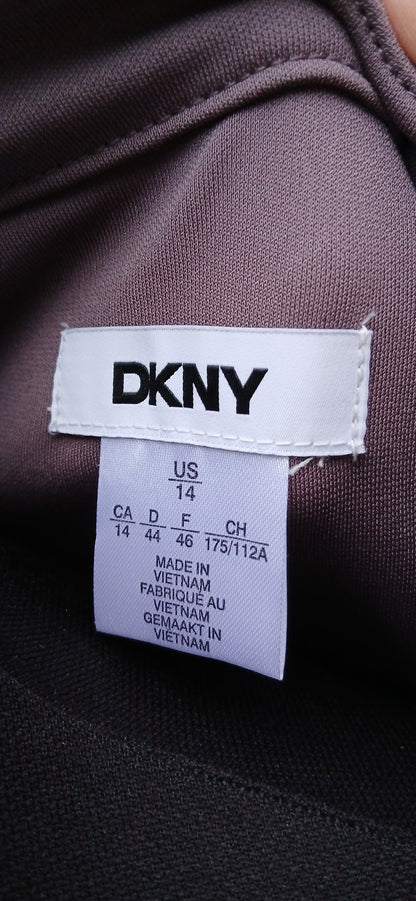 DKNY
US
14
CA D F CH
14 44 46 175/112A
MADE IN
VIETNAM
FABRIQUÉ AU
VIETNAM
GEMAAKT IN
VIETNAM